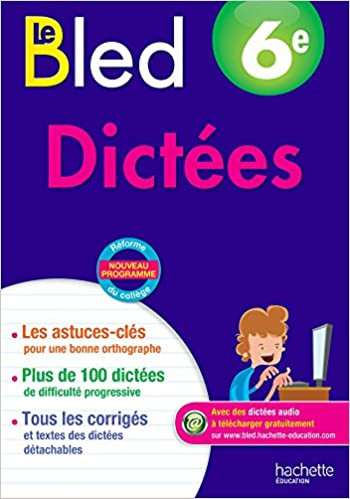 Le
Bled
6e
Dictées
Réforme
NOUVEAU
PROGRAMME
du collège
• Les astuces-clés
pour une bonne orthographe
• Plus de 100 dictées
de difficulté progressive
• Tous les corrigés
et textes des dictées
détachables
@
Avec des dictées audio
à télécharger gratuitement
sur www.bled.hachette-education.com
hachette
ÉDUCATION